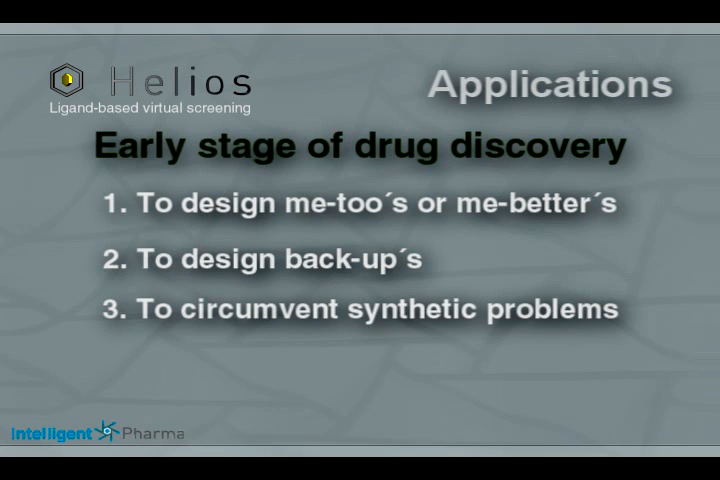 Helios
Ligand-based virtual screening
Applications
Early stage of drug discovery
1. To design me-too´s or me-better´s
2. To design back-up´s
3. To circumvent synthetic problems
Intelligent Pharma